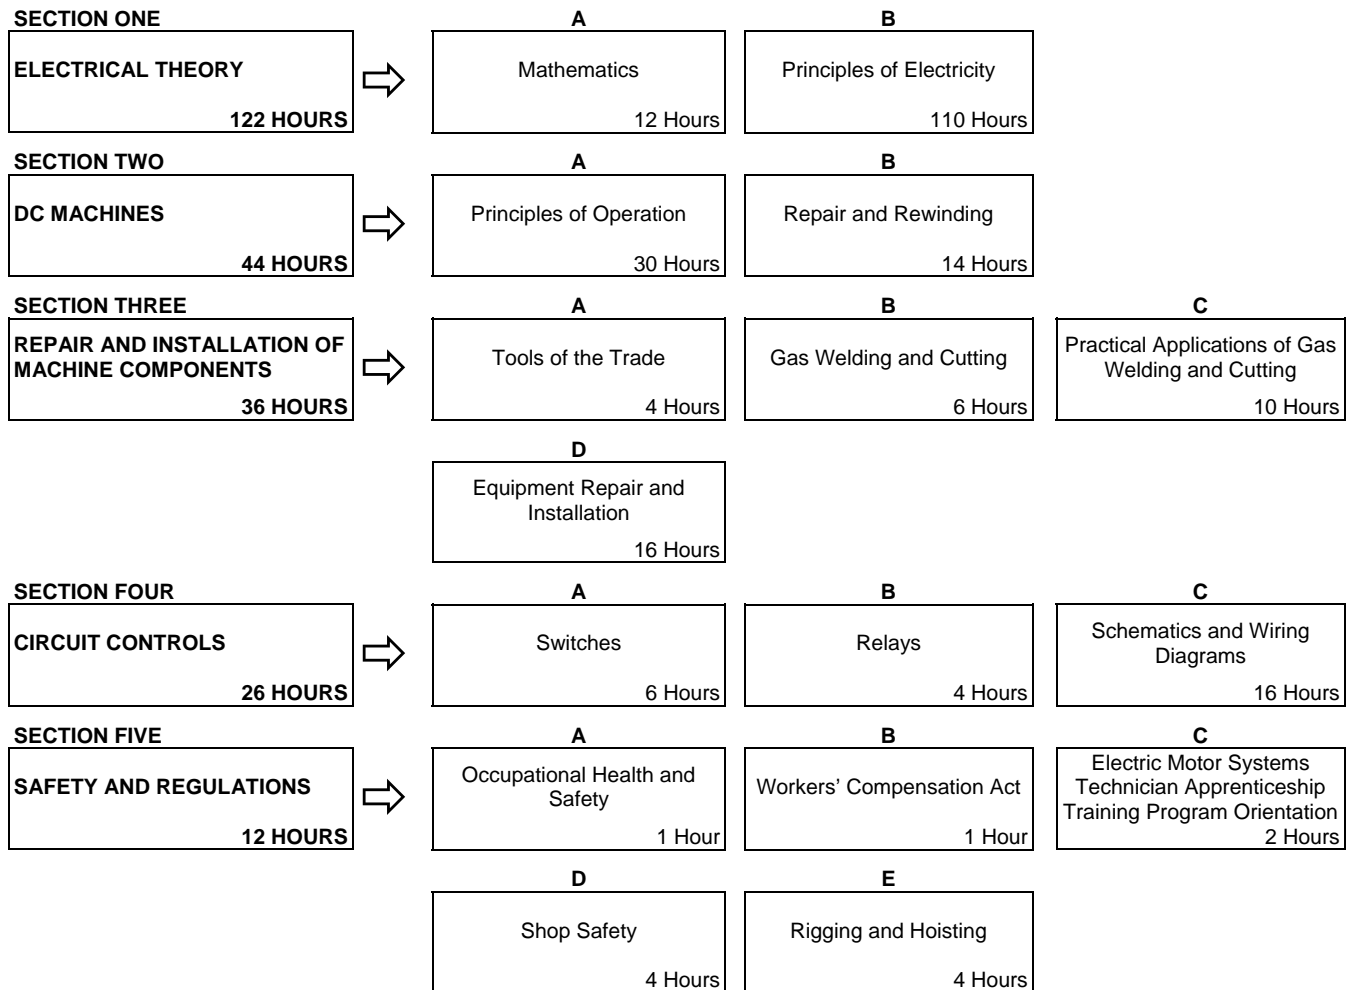 SECTION ONE
A
B
ELECTRICAL THEORY
122 HOURS
Mathematics
12 Hours
Principles of Electricity
110 Hours
SECTION TWO
A
B
DC MACHINES
44 HOURS
Principles of Operation
30 Hours
Repair and Rewinding
14 Hours
SECTION THREE
A
B
C
REPAIR AND INSTALLATION OF
MACHINE COMPONENTS
36 HOURS
Tools of the Trade
4 Hours
Gas Welding and Cutting
6 Hours
Practical Applications of Gas
Welding and Cutting
10 Hours
D
Equipment Repair and
Installation
16 Hours
SECTION FOUR
A
B
C
CIRCUIT CONTROLS
26 HOURS
Switches
6 Hours
Relays
4 Hours
Schematics and Wiring
Diagrams
16 Hours
SECTION FIVE
A
B
C
SAFETY AND REGULATIONS
12 HOURS
Occupational Health and
Safety
1 Hour
Workers’ Compensation Act
1 Hour
Electric Motor Systems
Technician Apprenticeship
Training Program Orientation
2 Hours
D
E
Shop Safety
4 Hours
Rigging and Hoisting
4 Hours